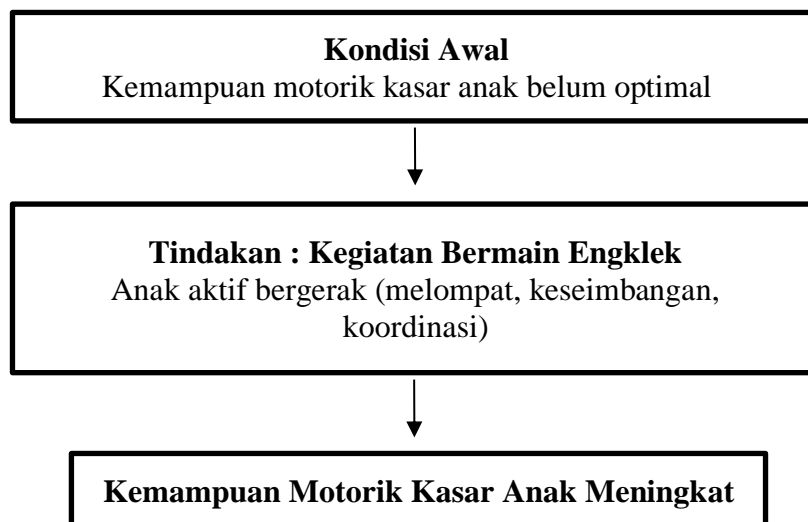 Kondisi Awal
Kemampuan motorik kasar anak belum optimal
Tindakan : Kegiatan Bermain Engklek
Anak aktif bergerak (melompat, keseimbangan,
koordinasi)
Kemampuan Motorik Kasar Anak Meningkat